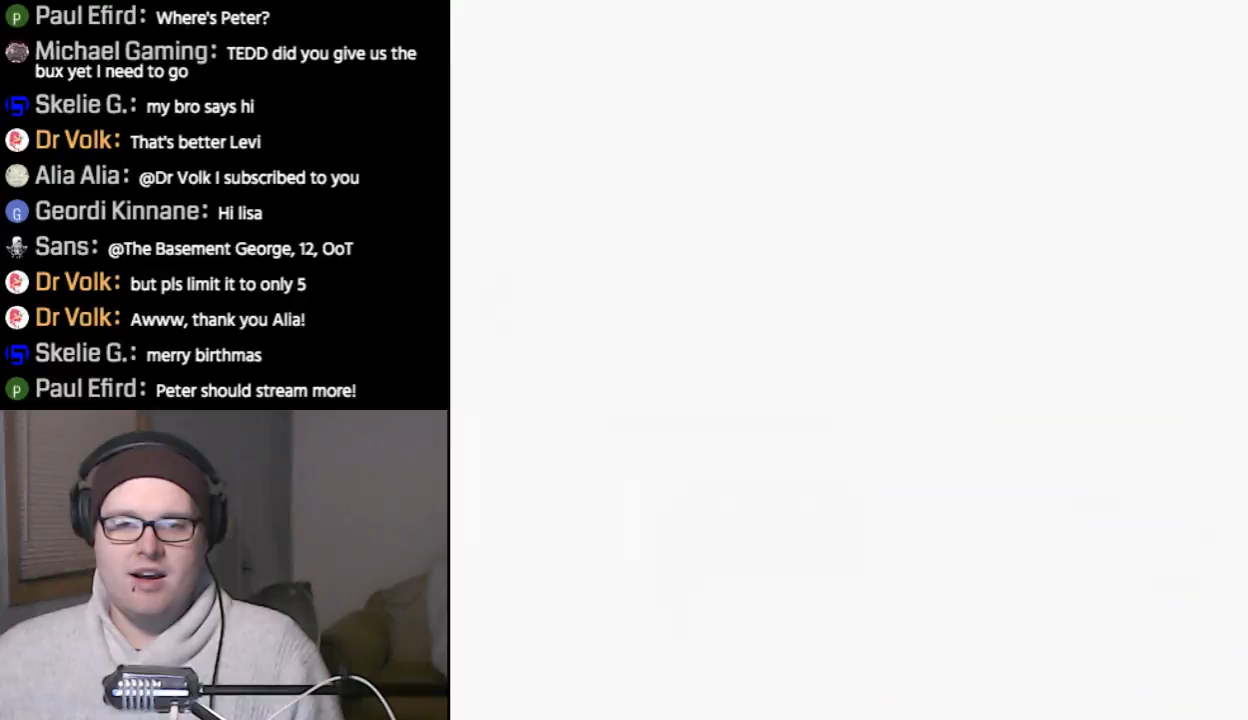 Paul Efird: Where's Peter?
Michael Gaming: TEDD did you give us the
bux yet I need to go
Skelie G.: my bro says hi
Dr Volk: That's better Levi
Alia Alia: @Dr Volk I subscribed to you
Geordi Kinnane: Hi lisa
Sans: @The Basement George, 12, OoT
Dr Volk: but pls limit it to only 5
Dr Volk: Awww, thank you Alia!
Skelie G.: merry birthmas
Paul Efird: Peter should stream more!